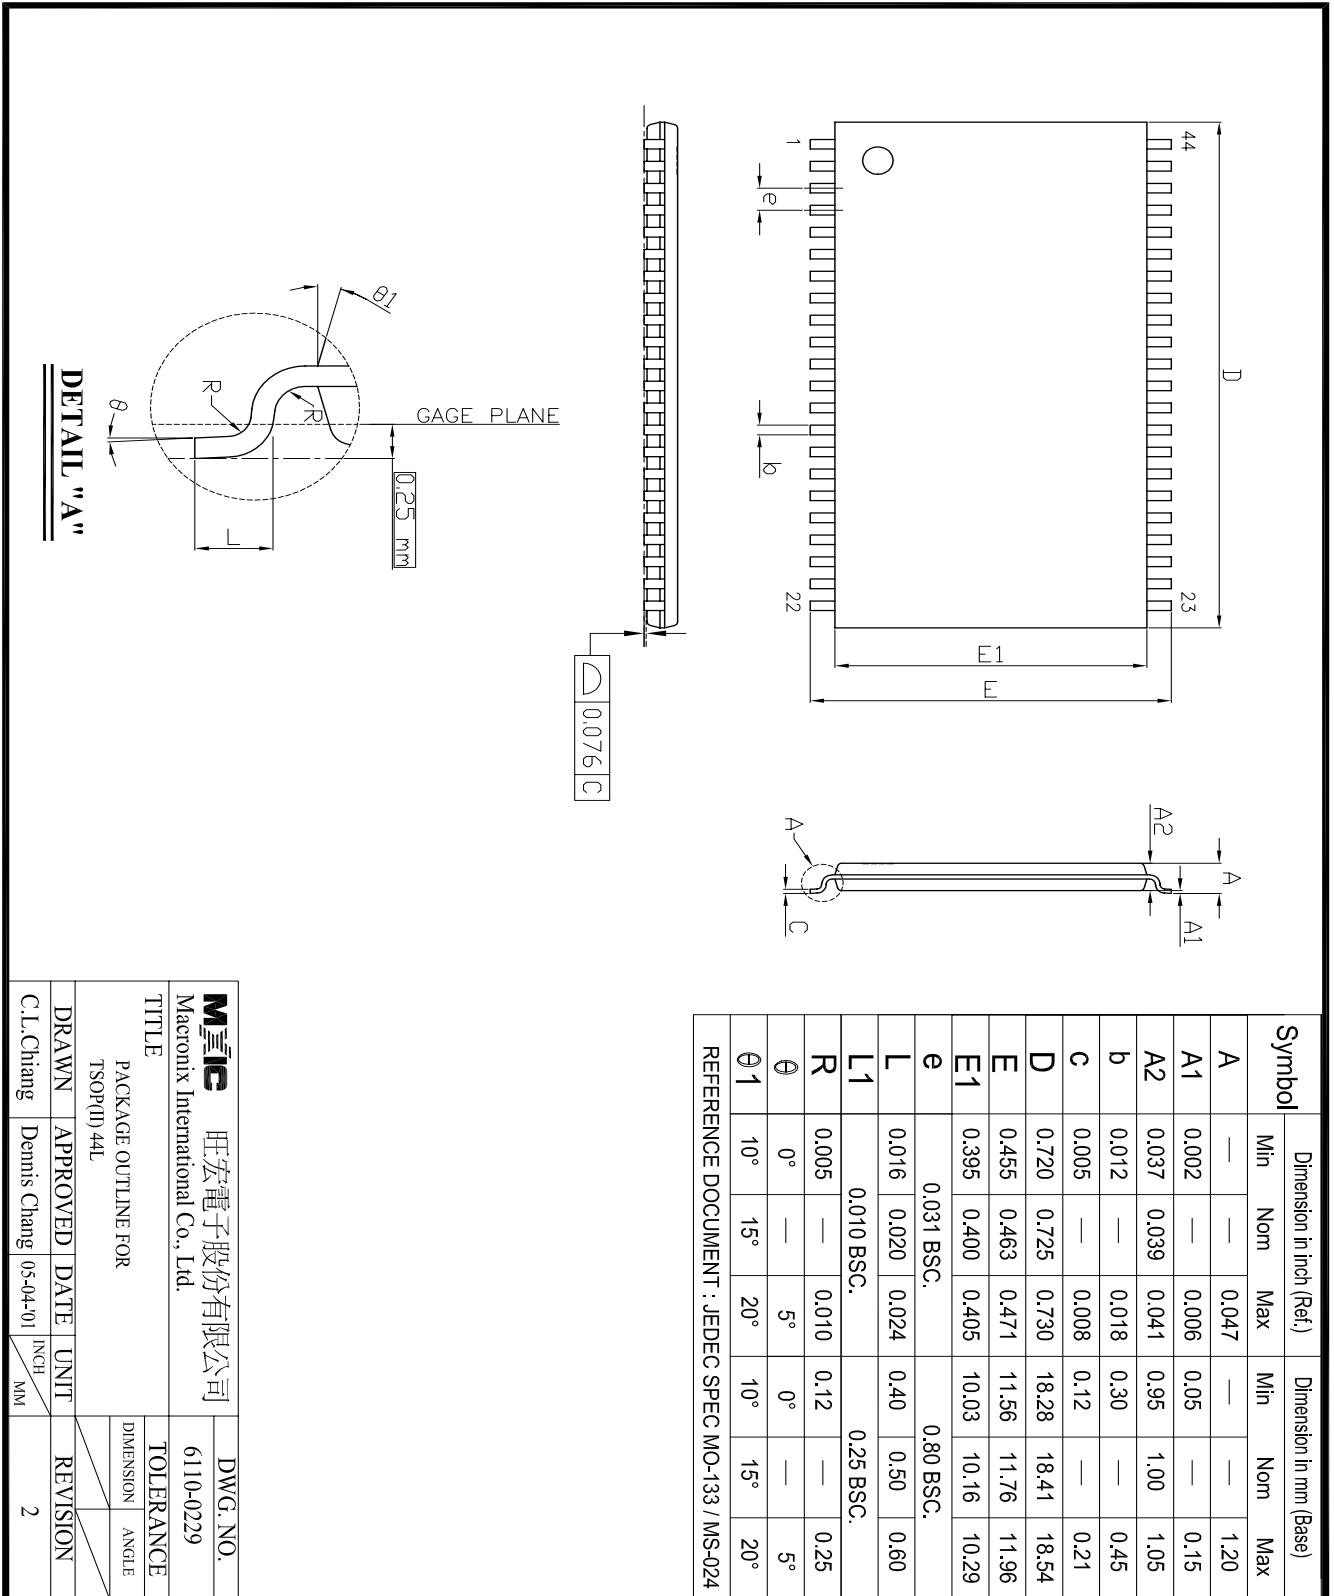 44
23
1
22
D
e
b
E1
E
0.076 C
A2
A
A1
A
C
θ1
R
R
θ
GAGE PLANE
0.25 mm
L
DETAIL "A"
Symbol Dimension in inch (Ref.) Dimension in mm (Base)
Min Nom Max Min Nom Max
A — — 0.047 — — 1.20
A1 0.002 — 0.006 0.05 — 0.15
A2 0.037 0.039 0.041 0.95 1.00 1.05
b 0.012 — 0.018 0.30 — 0.45
c 0.005 — 0.008 0.12 — 0.21
D 0.720 0.725 0.730 18.28 18.41 18.54
E 0.455 0.463 0.471 11.56 11.76 11.96
E1 0.395 0.400 0.405 10.03 10.16 10.29
e 0.031 BSC. 0.80 BSC.
L 0.016 0.020 0.024 0.40 0.50 0.60
L1 0.010 BSC. 0.25 BSC.
R 0.005 — 0.010 0.12 — 0.25
θ 0° — 5° 0° — 5°
θ1 10° 15° 20° 10° 15° 20°
REFERENCE DOCUMENT : JEDEC SPEC MO-133 / MS-024
MXIC 旺宏電子股份有限公司
Macronix International Co., Ltd.
DWG. NO.
6110-0229
TITLE
PACKAGE OUTLINE FOR
TSOP(II) 44L
TOLERANCE
DIMENSION ANGLE
DRAWN APPROVED DATE UNIT REVISION
C.L.Chiang Dennis Chang 05-04-'01 INCH MM 2